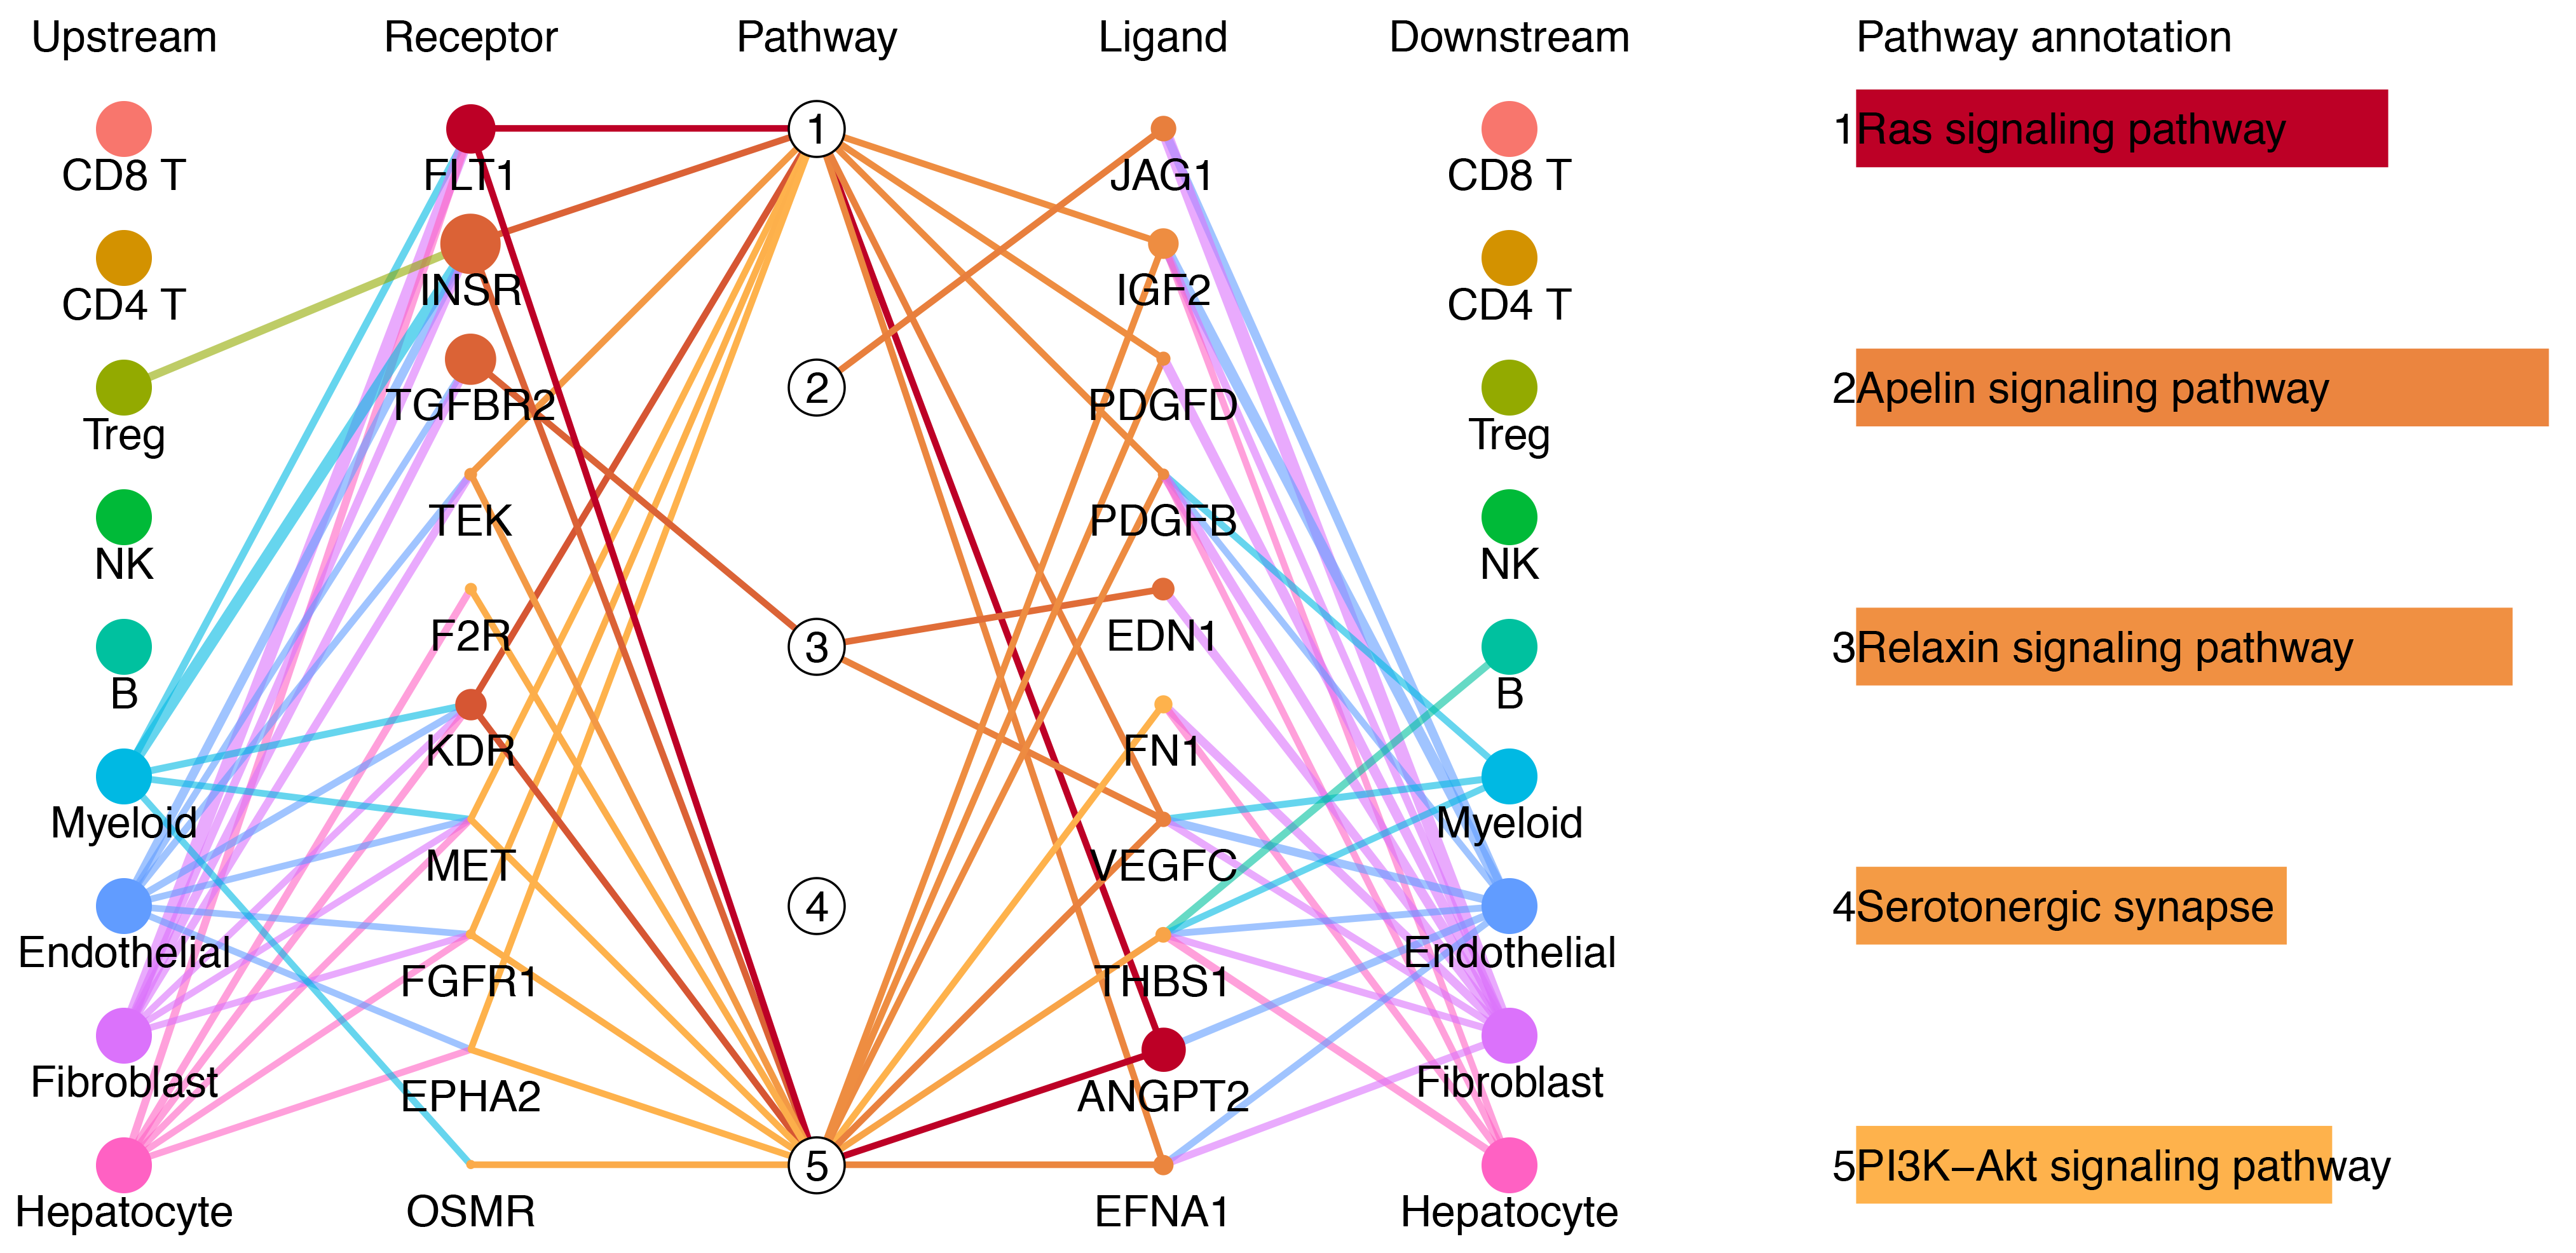 Upstream
Receptor
Pathway
Ligand
Downstream
Pathway annotation
CD8 T
CD4 T
Treg
NK
B
Myeloid
Endothelial
Fibroblast
Hepatocyte
FLT1
INSR
TGFBR2
TEK
F2R
KDR
MET
FGFR1
EPHA2
OSMR
1
2
3
4
5
JAG1
IGF2
PDGFD
PDGFB
EDN1
FN1
VEGFC
THBS1
ANGPT2
EFNA1
CD8 T
CD4 T
Treg
NK
B
Myeloid
Endothelial
Fibroblast
Hepatocyte
1 Ras signaling pathway
2 Apelin signaling pathway
3 Relaxin signaling pathway
4 Serotonergic synapse
5 PI3K−Akt signaling pathway